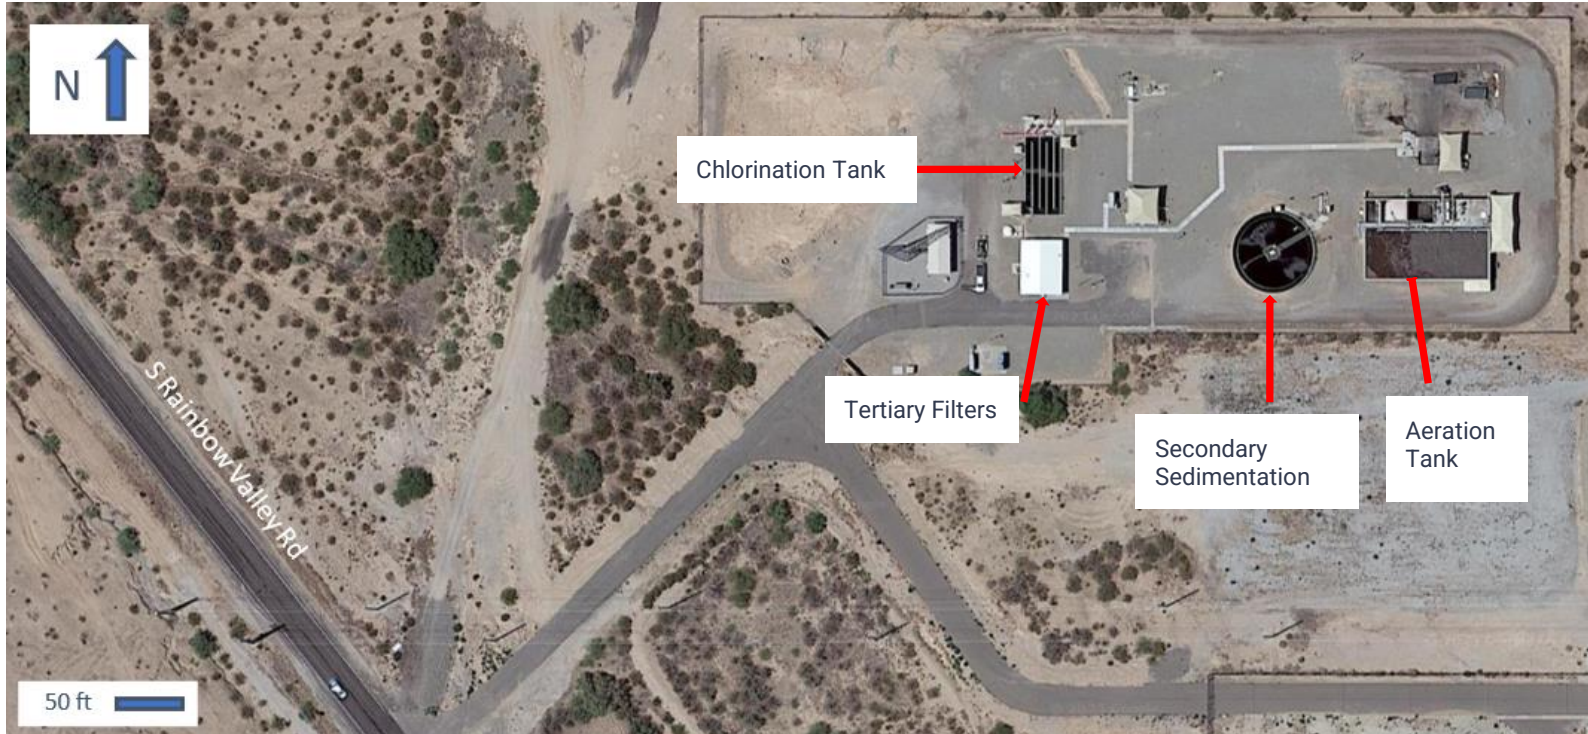 N
Chlorination Tank
Tertiary Filters
Secondary
Sedimentation
Aeration
Tank
S Rainbow Valley Rd
50 ft